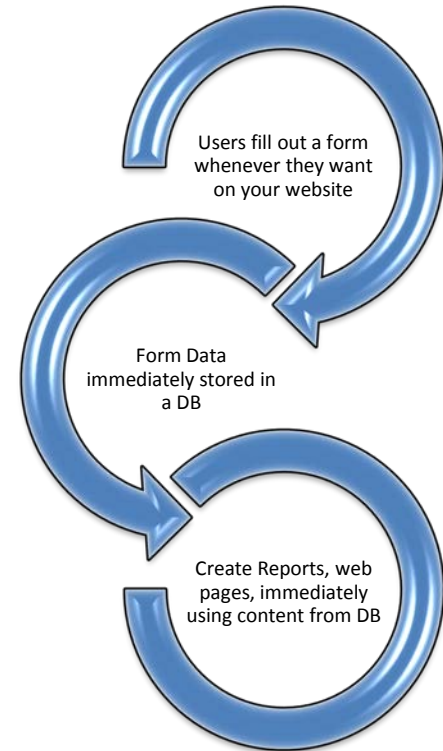 Users fill out a form
whenever they want
on your website
Form Data
immediately stored in
a DB
Create Reports, web
pages, immediately
using content from DB